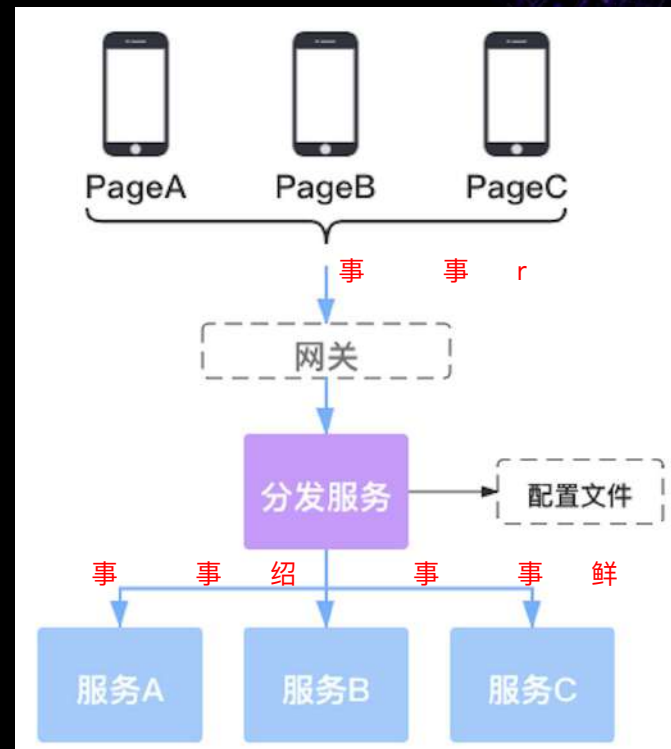 PageA PageB PageC
事 事 r
网关
分发服务
配置文件
事 事 绍 事 事 鲜
服务A 服务B 服务C